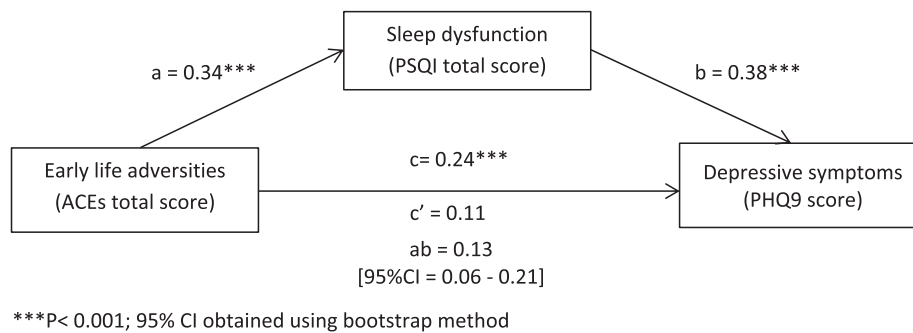 Sleep dysfunction
(PSQI total score)
a = 0.34***
b = 0.38***
Early life adversities
(ACEs total score)
c= 0.24***
Depressive symptoms
(PHQ9 score)
c’ = 0.11
ab = 0.13
[95%CI = 0.06 - 0.21]
***P< 0.001; 95% CI obtained using bootstrap method